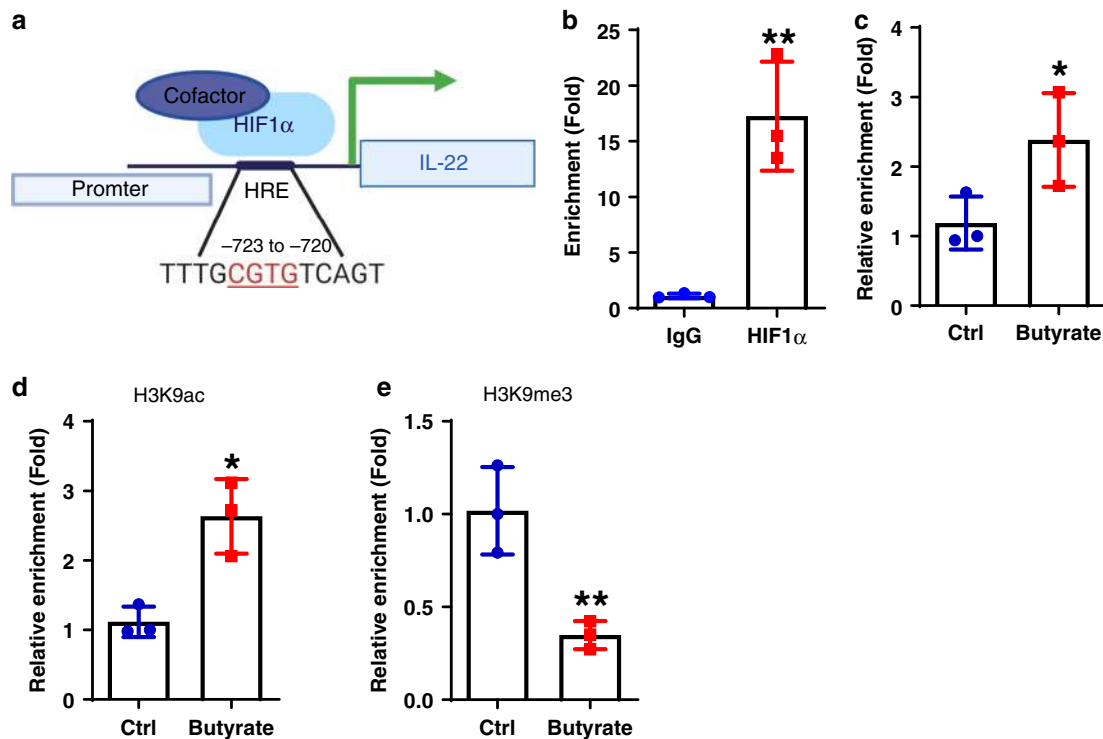 a
Cofactor
HIF1α
IL-22
Promter
HRE
–723 to –720
TTTGCGTGTCAGT
b
Enrichment (Fold)
25
20
15
10
5
0
**
IgG
HIF1α
c
Relative enrichment (Fold)
4
3
2
1
0
*
Ctrl
Butyrate
d
H3K9ac
Relative enrichment (Fold)
4
3
2
1
0
*
Ctrl
Butyrate
e
H3K9me3
Relative enrichment (Fold)
1.5
1.0
0.5
0.0
**
Ctrl
Butyrate